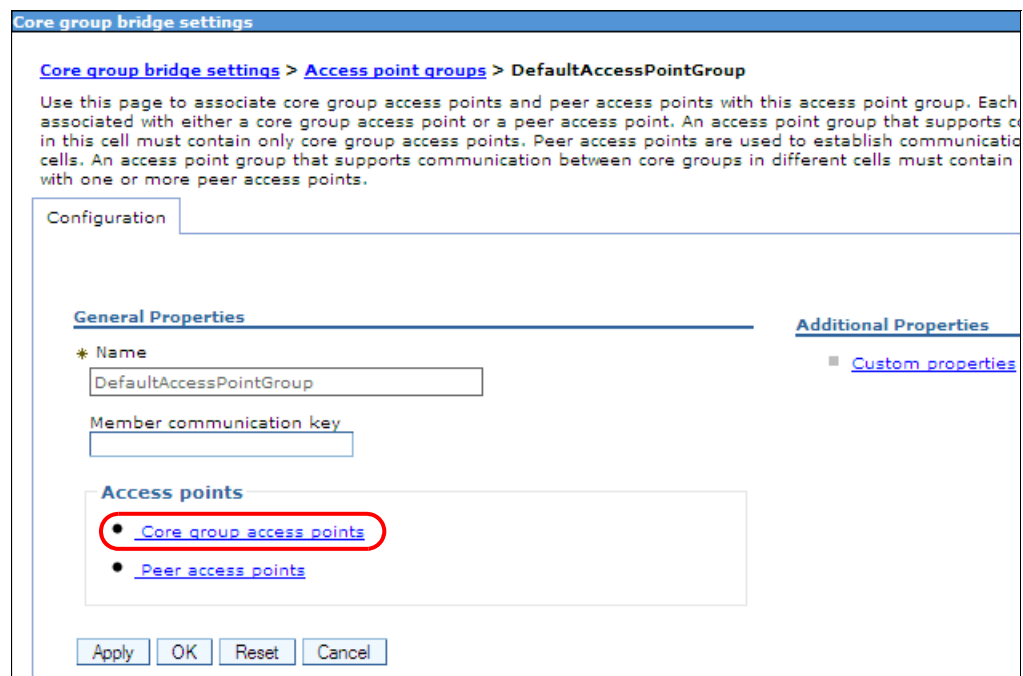 Core group bridge settings
Core group bridge settings > Access point groups > DefaultAccessPointGroup
Use this page to associate core group access points and peer access points with this access point group. Each
associated with either a core group access point or a peer access point. An access point group that supports
in this cell must contain only core group access points. Peer access points are used to establish
cells. An access point group that supports communication between core groups in different cells must contain
with one or more peer access points.
Configuration
General Properties
* Name
DefaultAccessPointGroup
Member communication key
Access points
Core group access points
Peer access points
Apply OK Reset Cancel
Additional Properties
Custom properties